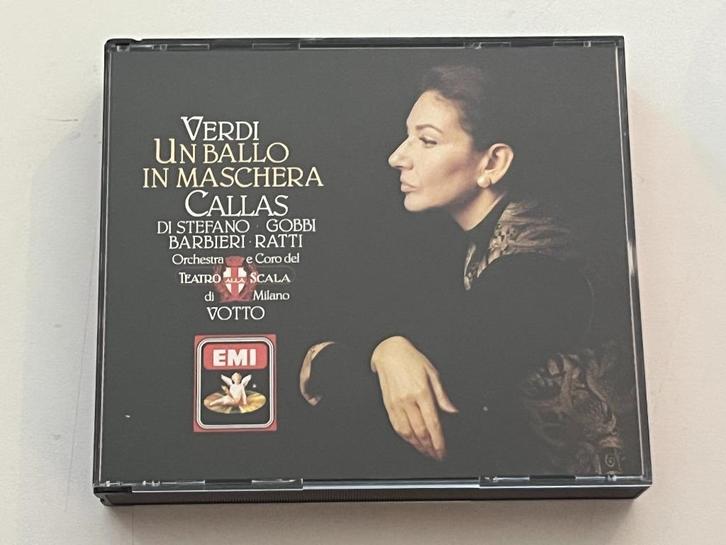 VERDI
UN BALLO
IN MASCHERA
CALLAS
DI STEFANO · GOBBI
BARBIERI · RATTI
Orchestra e Coro del
TEATRO ALLA SCALA
di Milano
VOTTO
EMI